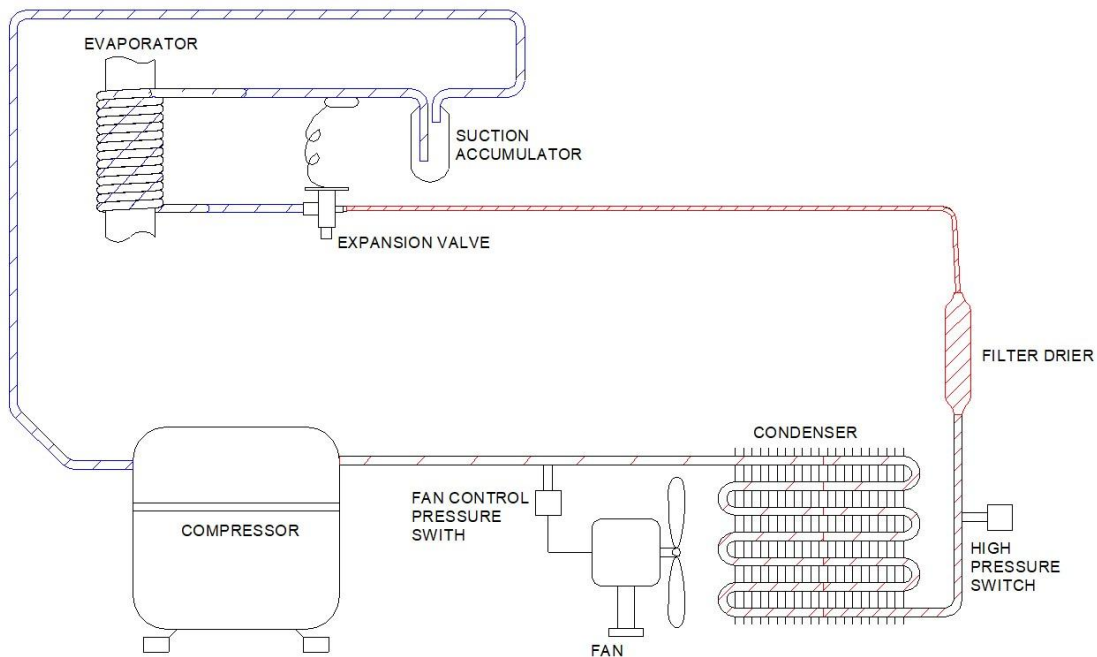 EVAPORATOR
SUCTION
ACCUMULATOR
EXPANSION VALVE
FILTER DRIER
CONDENSER
FAN CONTROL
PRESSURE
SWITH
COMPRESSOR
HIGH
PRESSURE
SWITCH
FAN